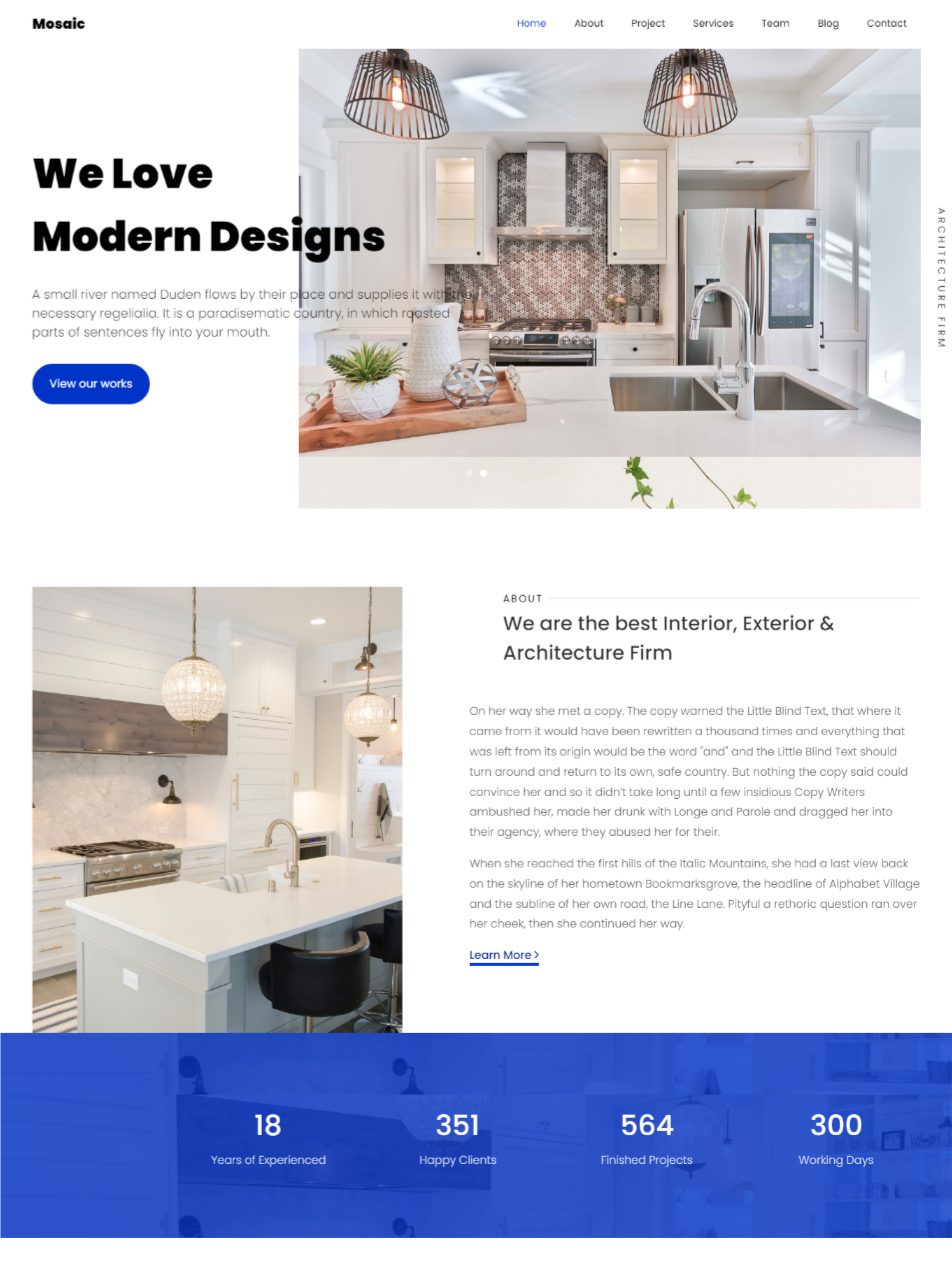 Mosaic
Home About Project Services Team Blog Contact
We Love
Modern Designs
A small river named Duden flows by their place and supplies it with the
necessary regelialia. It is a paradisematic country, in which roasted
parts of sentences fly into your mouth.
View our works
ARCHITECTURE FIRM
ABOUT
We are the best Interior, Exterior &
Architecture Firm
On her way she met a copy. The copy warned the Little Blind Text, that where it
came from it would have been rewritten a thousand times and everything that
was left from its origin would be the word "and" and the Little Blind Text should
turn around and return to its own, safe country. But nothing the copy said could
convince her and so it didn't take long until a few insidious Copy Writers
ambushed her, made her drunk with Longe and Parole and dragged her into
their agency, where they abused her for their.
When she reached the first hills of the Italic Mountains, she had a last view back
on the skyline of her hometown Bookmarksgrove, the headline of Alphabet Village
and the subline of her own road, the Line Lane. Pityful a rethoric question ran over
her cheek, then she continued her way.
Learn More >
18 351 564 300
Years of Experienced Happy Clients Finished Projects Working Days